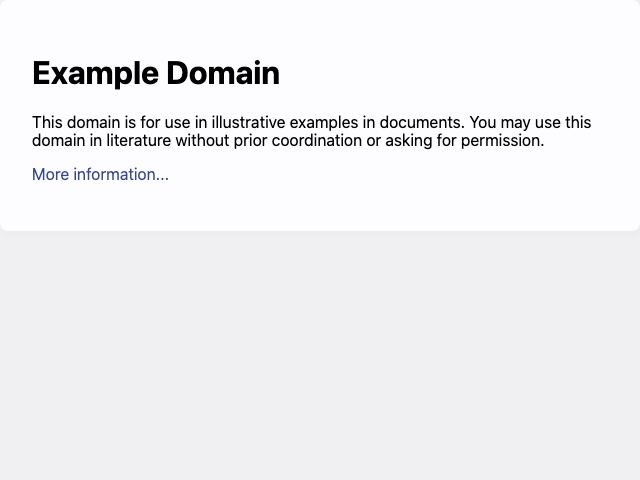 Example Domain
This domain is for use in illustrative examples in documents. You may use this
domain in literature without prior coordination or asking for permission.
More information...